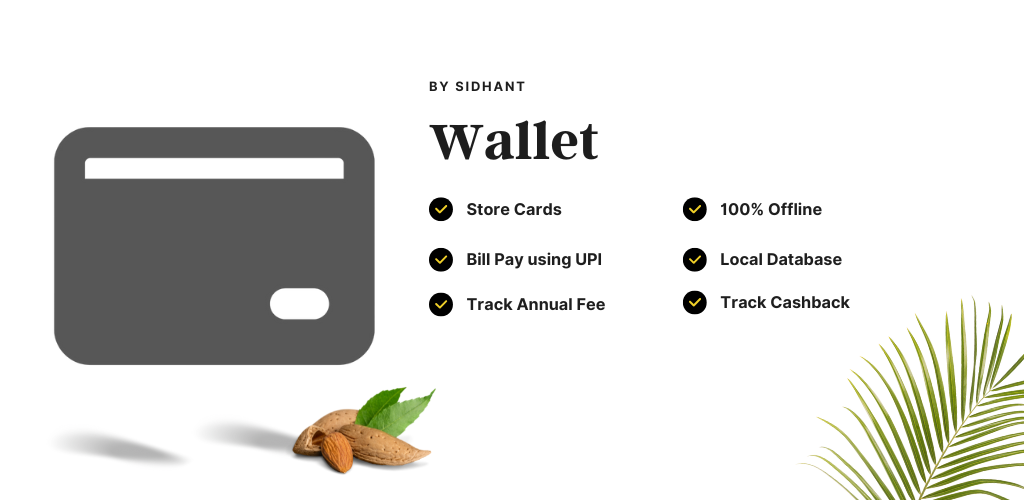 BY SIDHANT
Wallet
Store Cards
100% Offline
Bill Pay using UPI
Local Database
Track Annual Fee
Track Cashback